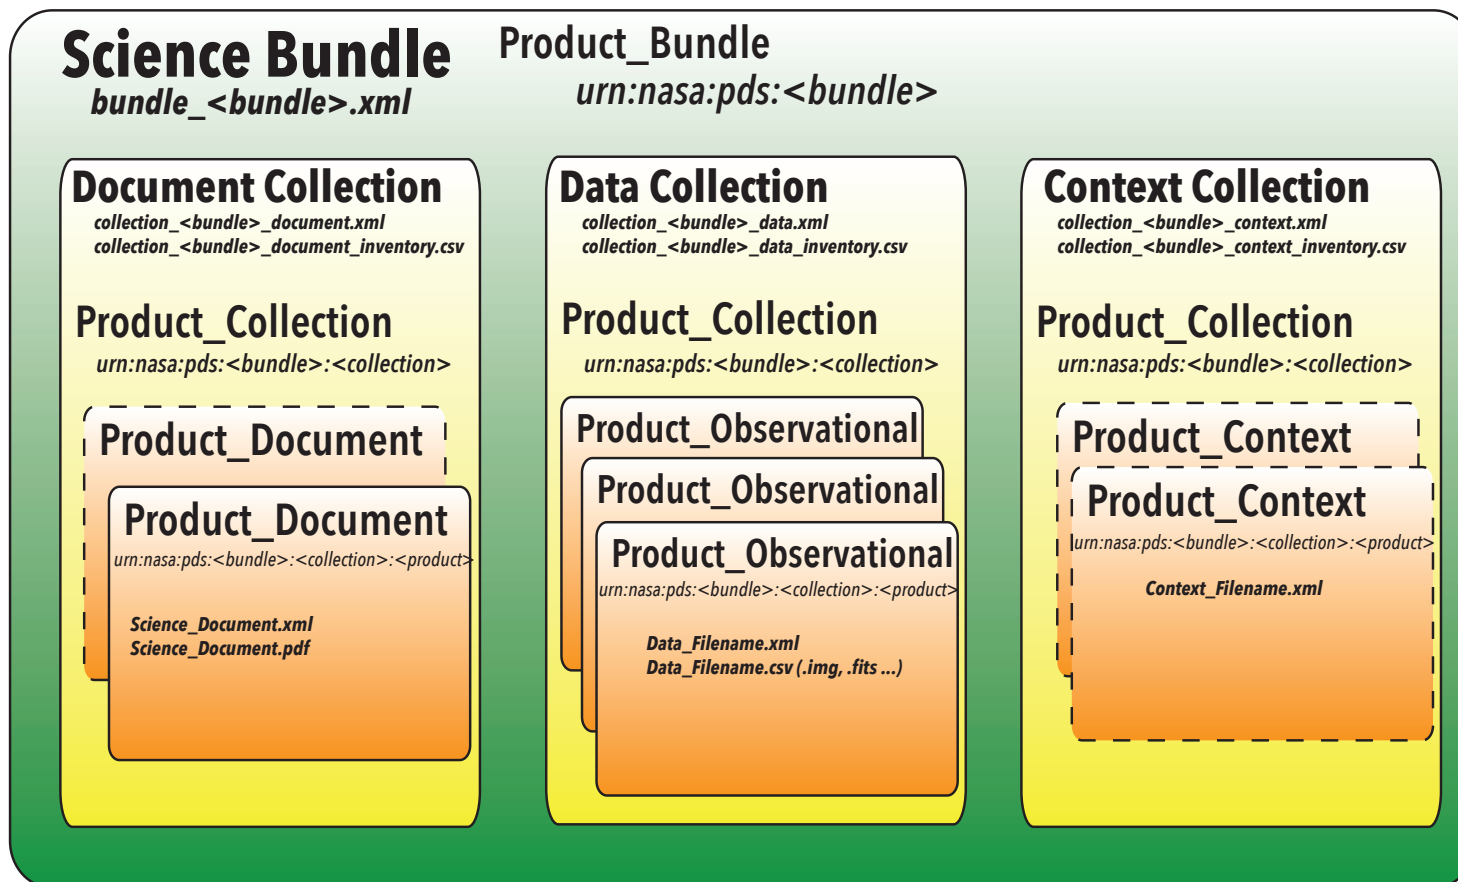 Science Bundle
bundle_<bundle>.xml
Product_Bundle
urn:nasa:pds:<bundle>
Document Collection
collection_<bundle>_document.xml
collection_<bundle>_document_inventory.csv
Product_Collection
urn:nasa:pds:<bundle>:<collection>
Product_Document
Product_Document
urn:nasa:pds:<bundle>:<collection>:<product>
Science_Document.xml
Science_Document.pdf
Data Collection
collection_<bundle>_data.xml
collection_<bundle>_data_inventory.csv
Product_Collection
urn:nasa:pds:<bundle>:<collection>
Product_Observational
Product_Observational
Product_Observational
urn:nasa:pds:<bundle>:<collection>:<product>
Data_Filename.xml
Data_Filename.csv (.img, .fits ...)
Context Collection
collection_<bundle>_context.xml
collection_<bundle>_context_inventory.csv
Product_Collection
urn:nasa:pds:<bundle>:<collection>
Product_Context
Product_Context
urn:nasa:pds:<bundle>:<collection>:<product>
Context_Filename.xml